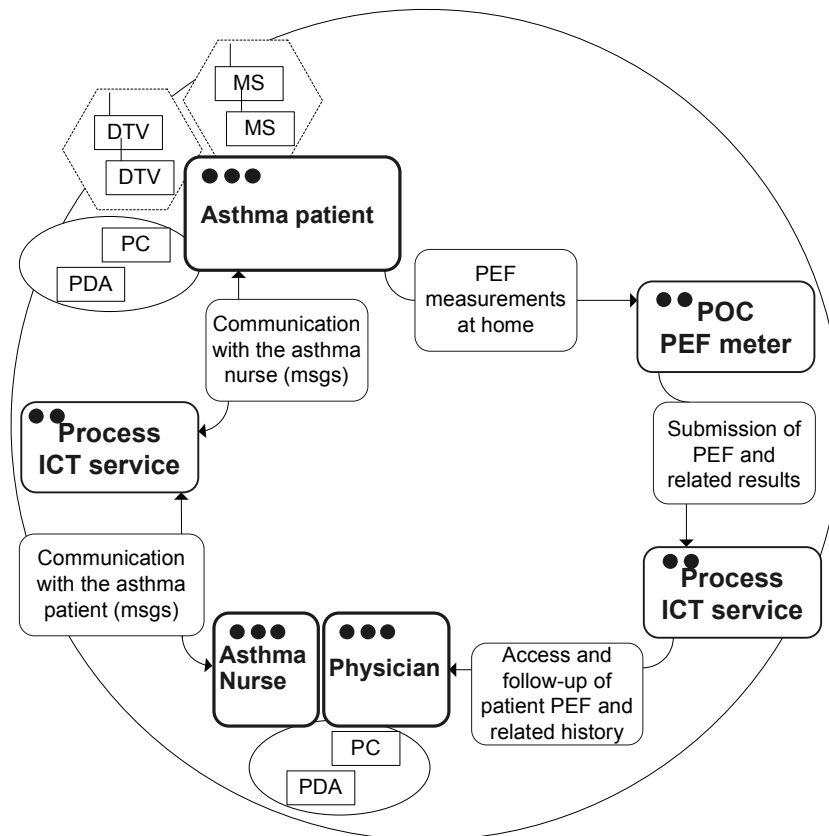 MS
MS
DTV
DTV
Asthma patient
PC
PDA
PEF
measurements
at home
POC
PEF meter
Communication
with the asthma
nurse (msgs)
Process
ICT service
Submission of
PEF and
related results
Communication
with the asthma
patient (msgs)
Process
ICT service
Asthma
Nurse
Physician
Access and
follow-up of
patient PEF and
related history
PC
PDA